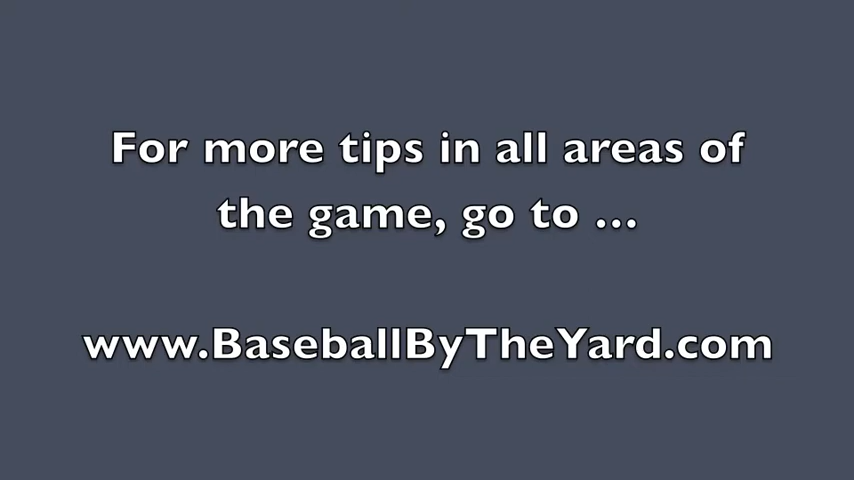 For more tips in all areas of
the game, go to ...
www.BaseballByTheYard.com